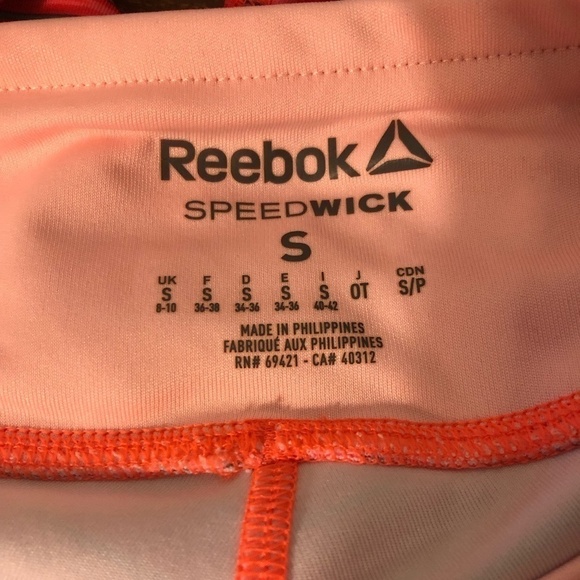 Reebok
SPEEDWICK
S
UK F D E I J CDN
S S S S S OT S/P
8-10 36-38 34-36 34-36 40-42
MADE IN PHILIPPINES
FABRIQUÉ AUX PHILIPPINES
RN# 69421 - CA# 40312